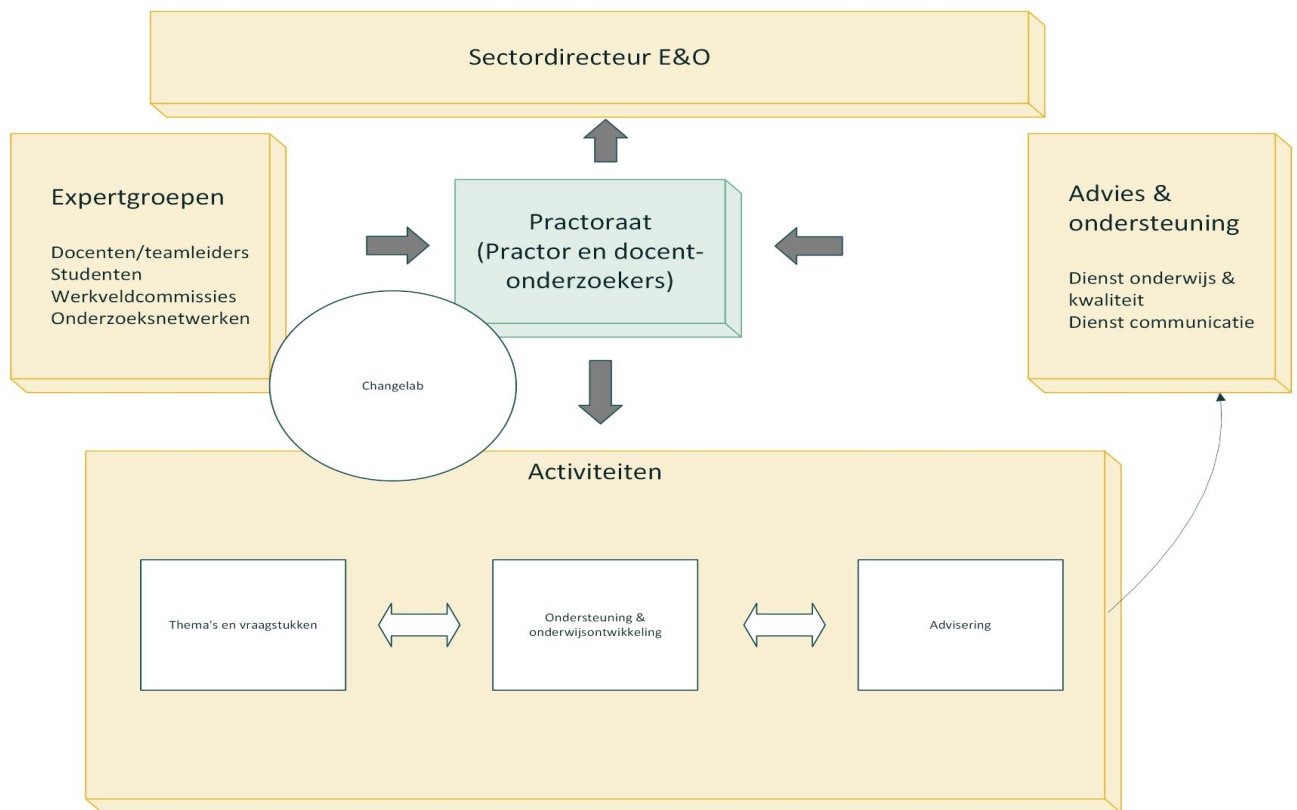 Sectordirecteur E&O
Expertgroepen
Docenten/teamleiders
Studenten
Werkveldcommissies
Onderzoeksnetwerken
Practoraat
(Practor en docent-
onderzoekers)
Advies &
ondersteuning
Dienst onderwijs &
kwaliteit
Dienst communicatie
Changelab
Activiteiten
Thema's en vraagstukken
Ondersteuning &
onderwijsontwikkeling
Advisering